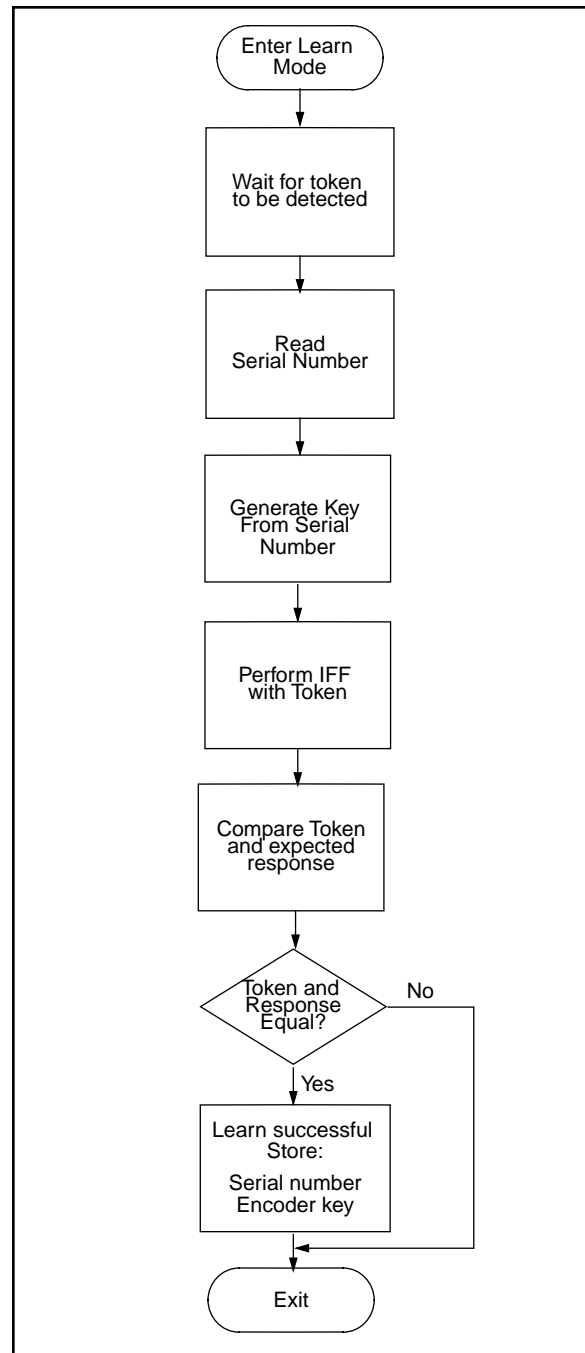 Enter Learn
Mode
Wait for token
to be detected
Read
Serial Number
Generate Key
From Serial
Number
Perform IFF
with Token
Compare Token
and expected
response
Token and
Response
Equal?
No
Yes
Learn successful
Store:
Serial number
Encoder key
Exit